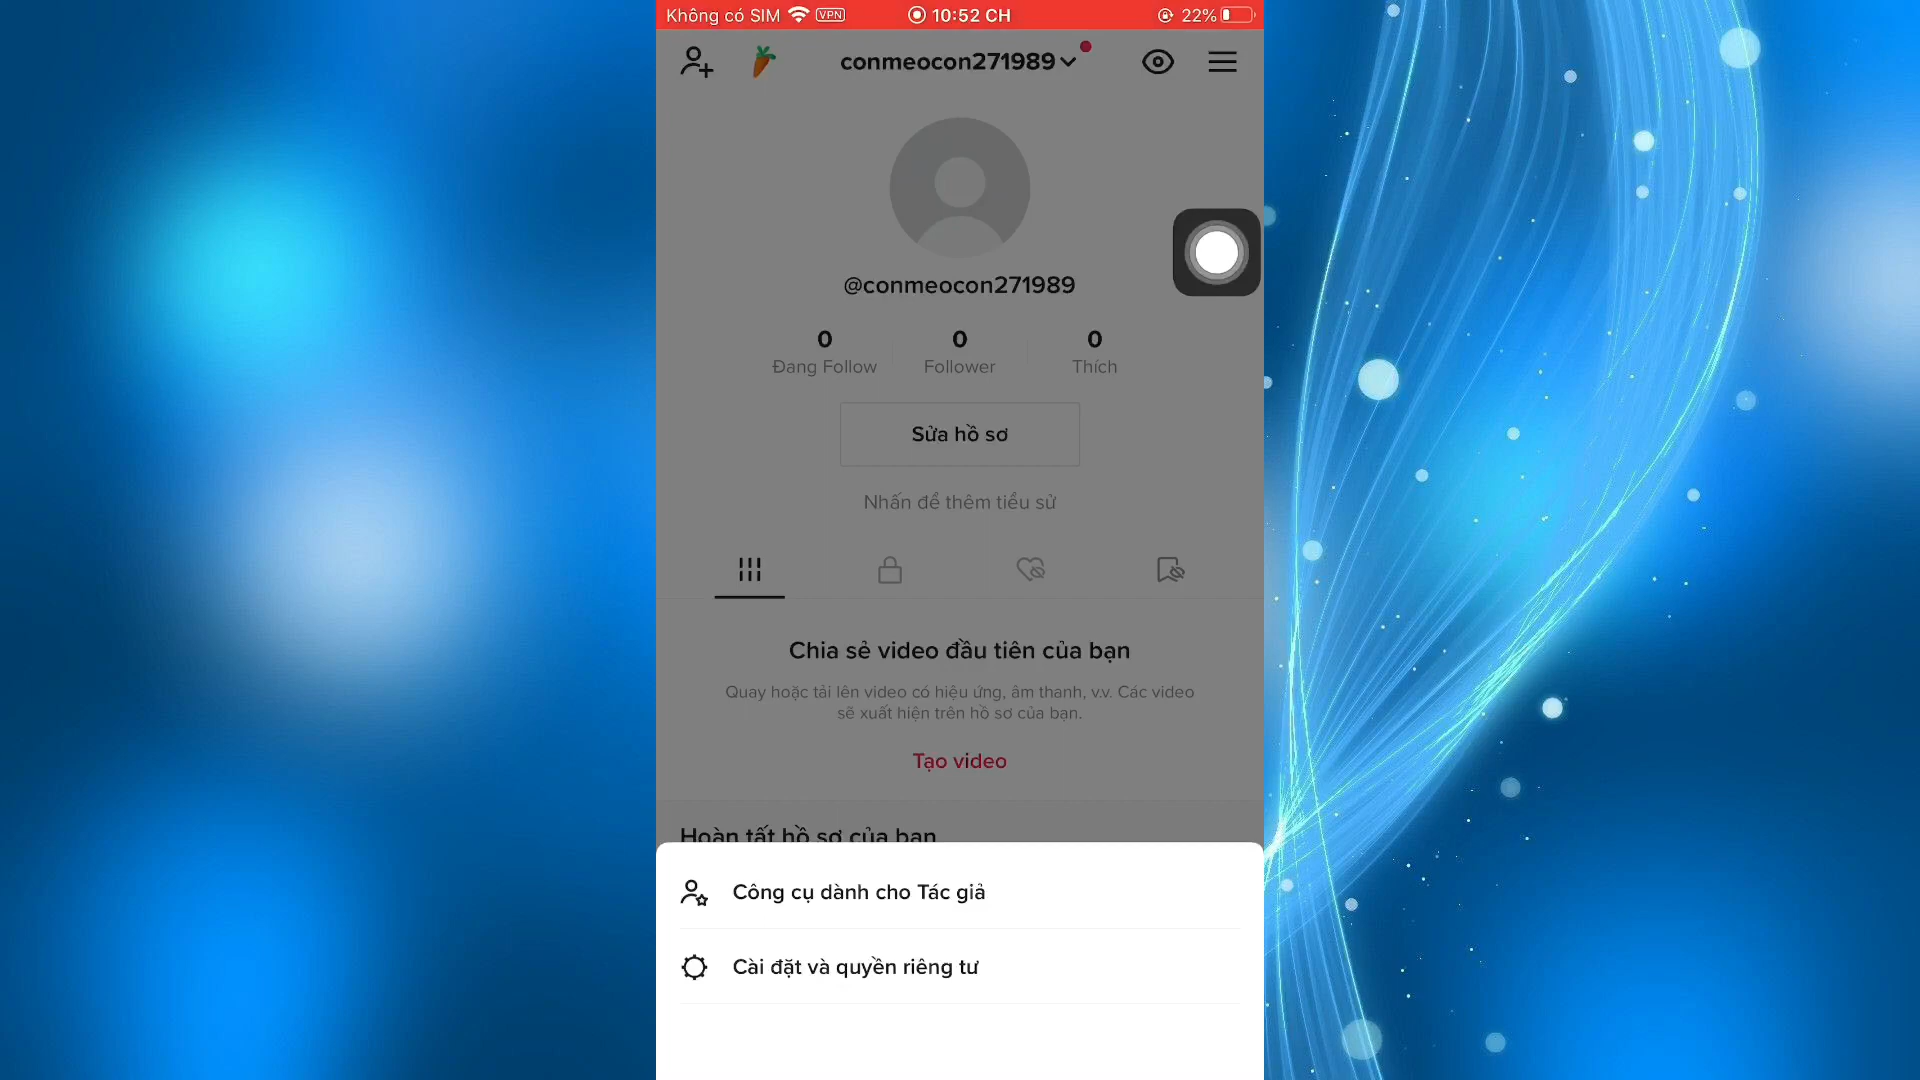 Không có SIM VPN 10:52 CH 22%
conmeocon271989
@conmeocon271989
0 0 0
Đang Follow Follower Thích
Sửa hồ sơ
Nhấn để thêm tiểu sử
Chia sẻ video đầu tiên của bạn
Quay hoặc tải lên video có hiệu ứng, âm thanh, v.v. Các video
sẽ xuất hiện trên hồ sơ của bạn.
Tạo video
Hoàn tất hồ sơ của bạn
Công cụ dành cho Tác giả
Cài đặt và quyền riêng tư